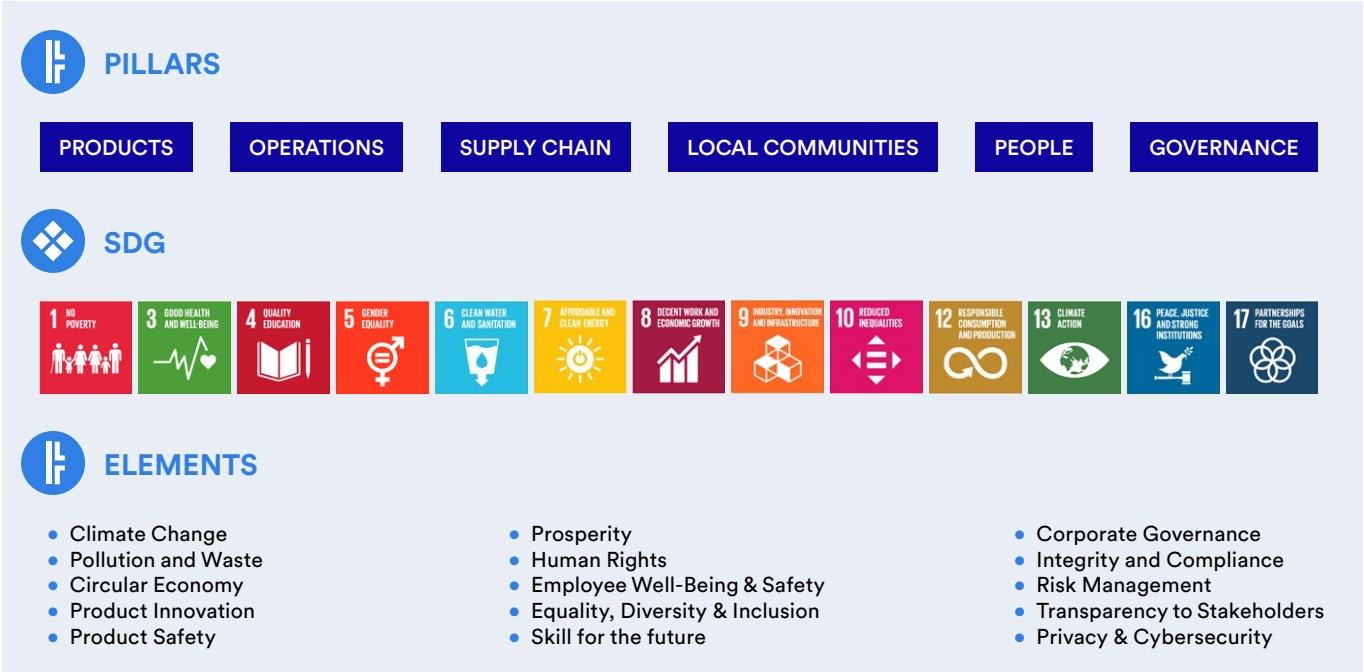 PILLARS
PRODUCTS OPERATIONS SUPPLY CHAIN LOCAL COMMUNITIES PEOPLE GOVERNANCE
SDG
1 NO POVERTY
3 GOOD HEALTH AND WELL-BEING
4 QUALITY EDUCATION
5 GENDER EQUALITY
6 CLEAN WATER AND SANITATION
7 AFFORDABLE AND CLEAN ENERGY
8 DECENT WORK AND ECONOMIC GROWTH
9 INDUSTRY, INNOVATION AND INFRASTRUCTURE
10 REDUCED INEQUALITIES
12 RESPONSIBLE CONSUMPTION AND PRODUCTION
13 CLIMATE ACTION
16 PEACE, JUSTICE AND STRONG INSTITUTIONS
17 PARTNERSHIPS FOR THE GOALS
ELEMENTS
• Climate Change
• Pollution and Waste
• Circular Economy
• Product Innovation
• Product Safety
• Prosperity
• Human Rights
• Employee Well-Being & Safety
• Equality, Diversity & Inclusion
• Skill for the future
• Corporate Governance
• Integrity and Compliance
• Risk Management
• Transparency to Stakeholders
• Privacy & Cybersecurity